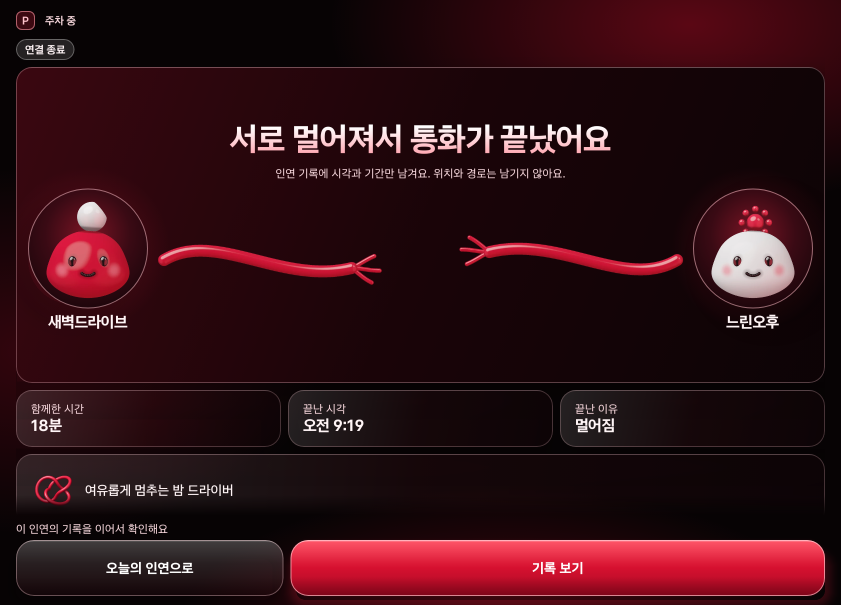 P 주차 중
연결 종료
서로 멀어져서 통화가 끝났어요
인연 기록에 시각과 기간만 남겨요. 위치와 경로는 남기지 않아요.
새벽드라이브
느린오후
함께한 시간
18분
끝난 시각
오전 9:19
끝난 이유
멀어짐
여유롭게 멈추는 밤 드라이버
이 인연의 기록을 이어서 확인해요
오늘의 인연으로
기록 보기